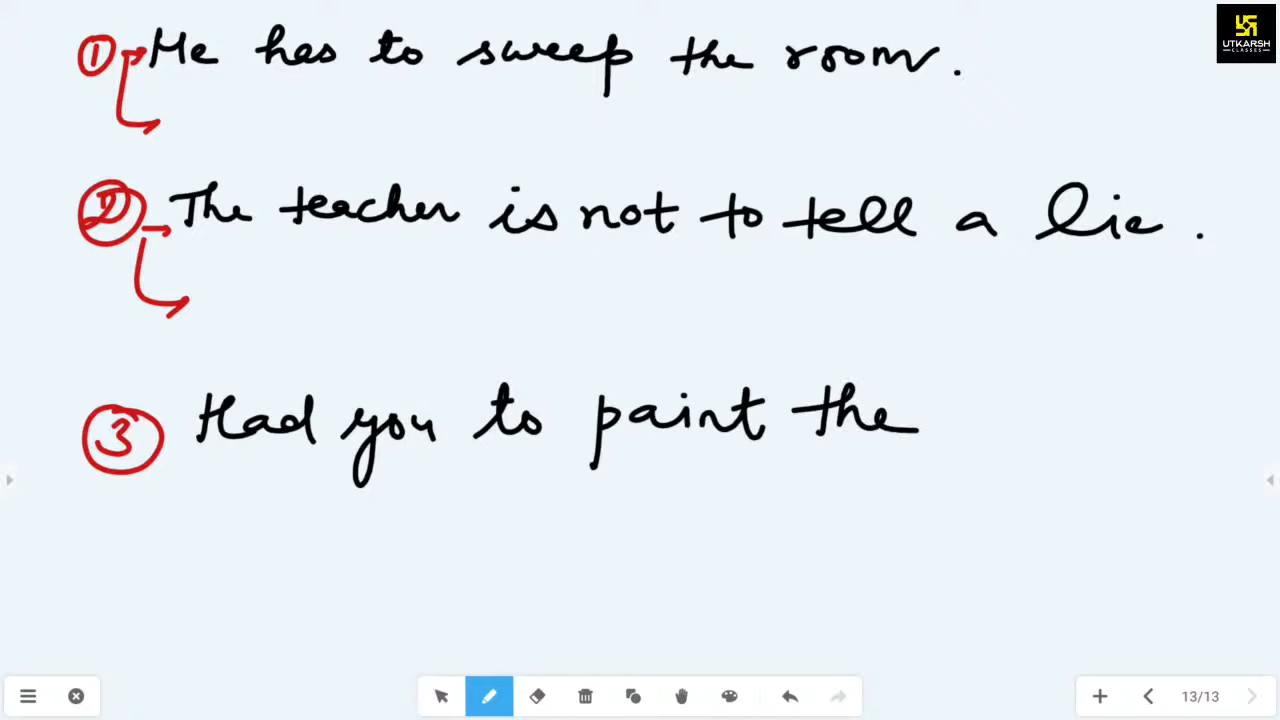 UTKARSH
CLASSES
① He has to sweep the room.
② The teacher is not to tell a lie.
③ Had you to paint the
13/13